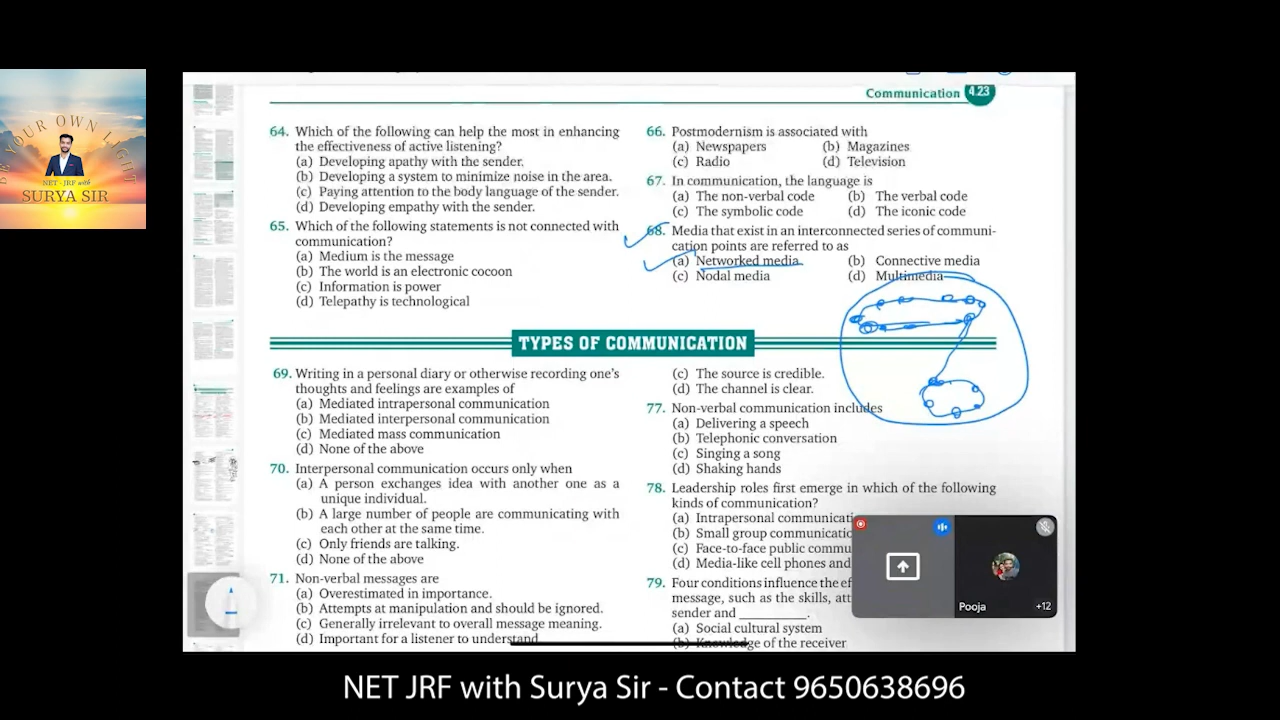 YOUR OWN
NET - JRF with
SURYA SIR
Communication 4.23
64. Which of the following can help the most in enhancing
the effectiveness of active listening?
(a) Developing apathy with the sender.
(b) Developing a system to minimize noise in the area.
(c) Paying attention to the body language of the sender.
(d) Developing empathy with the sender.
65. Which of the following statements is not connected with
communication?
(a) Medium is the message
(b) The world is an electronic cocoon
(c) Information is power
(d) Telepathy is technological
66. Postmodernism is associated with
(a) Newspapers (b) Magazines
(c) Radio (d) Television
67. In communication, the language is
(a) The non-verbal code (b) The verbal code
(c) The symbolic code (d) The iconic code
68. Media that exist in an interconnected series of communi-
cation points are referred to as
(a) Networked media (b) Connective media
(c) Nodal media (d) Multimedia
TYPES OF COMMUNICATION
69. Writing in a personal diary or otherwise recording one's
thoughts and feelings are examples of
(a) Mediated intrapersonal communication
(b) Mediated interpersonal communication
(c) Mediated mass communication
(d) None of the above
70. Interpersonal communication occurs only when
(a) A person exchanges idea with another one as a
unique individual.
(b) A large number of people are communicating with
each other at the same time.
(c) Only friends are talking.
(d) None of the above
71. Non-verbal messages are
(a) Overestimated in importance.
(b) Attempts at manipulation and should be ignored.
(c) Generally irrelevant to overall message meaning.
(d) Important for a listener to understand
(c) The source is credible.
(d) The channel is clear.
77. Non-verbal communication includes
(a) Delivering a speech
(b) Telephonic conversation
(c) Singing a song
(d) Shaking hands
78. Leadership roles first emerge in which of the following
kinds of communication?
(a) Intrapersonal communicati
(b) Small group communicatio
(c) Face-to-face public commu
(d) Media-like cell phones and
79. Four conditions influence the ef
message, such as the skills, att
sender and ________.
(a) Social cultural system
(b) Knowledge of the receiver
Pooja +12
NET JRF with Surya Sir - Contact 9650638696